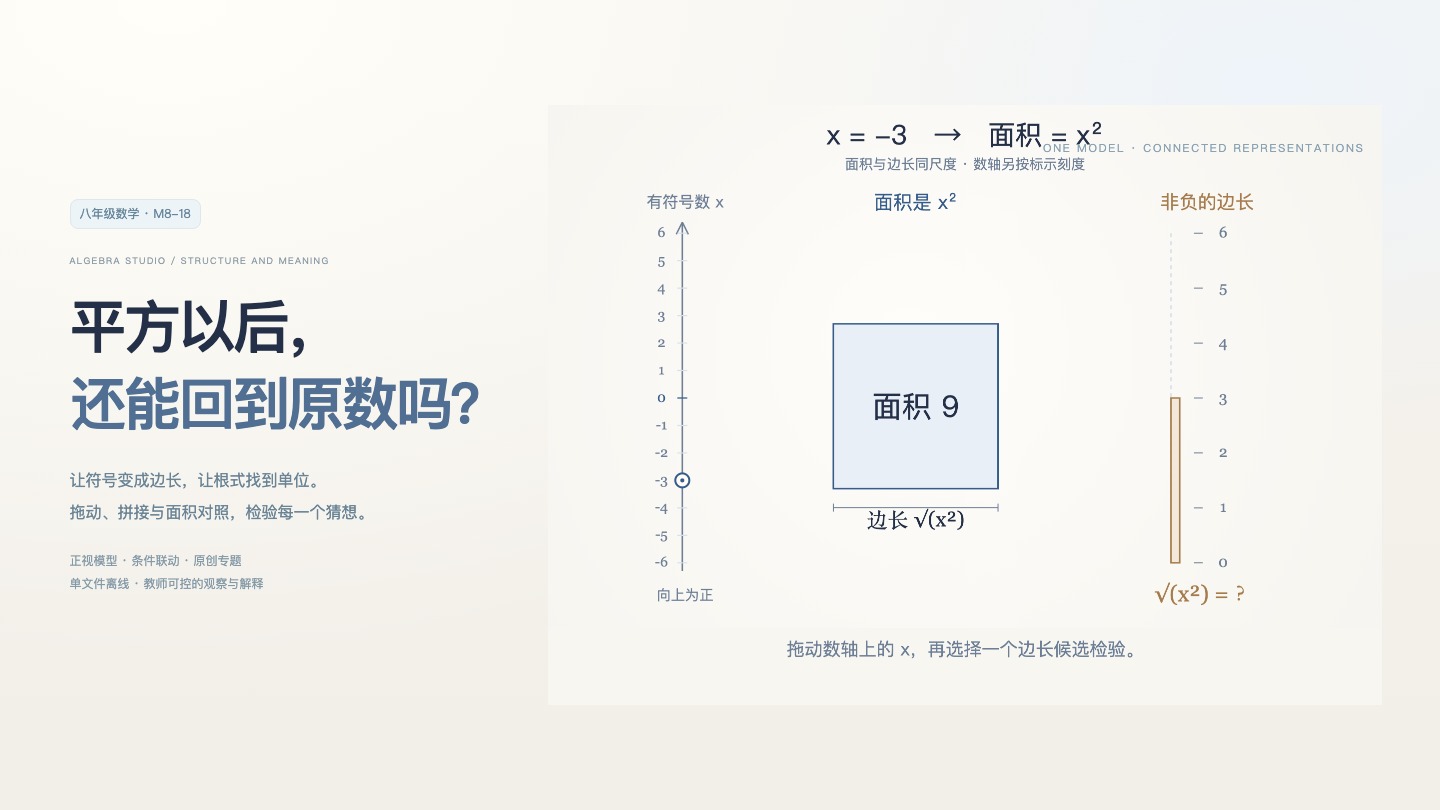 八年级数学 · M8–18
ALGEBRA STUDIO / STRUCTURE AND MEANING
平方以后，
还能回到原数吗？
让符号变成边长，让根式找到单位。
拖动、拼接与面积对照，检验每一个猜想。
正视模型 · 条件联动 · 原创专题
单文件离线 · 教师可控的观察与解释
x = −3 → 面积 = x²
ONE MODEL · CONNECTED REPRESENTATIONS
面积与边长同尺度 · 数轴另按标示刻度
有符号数 x
6
5
4
3
2
1
0
-1
-2
-3
-4
-5
-6
向上为正
面积是 x²
面积 9
边长 √(x²)
非负的边长
6
5
4
3
2
1
0
√(x²) = ?
拖动数轴上的 x，再选择一个边长候选检验。